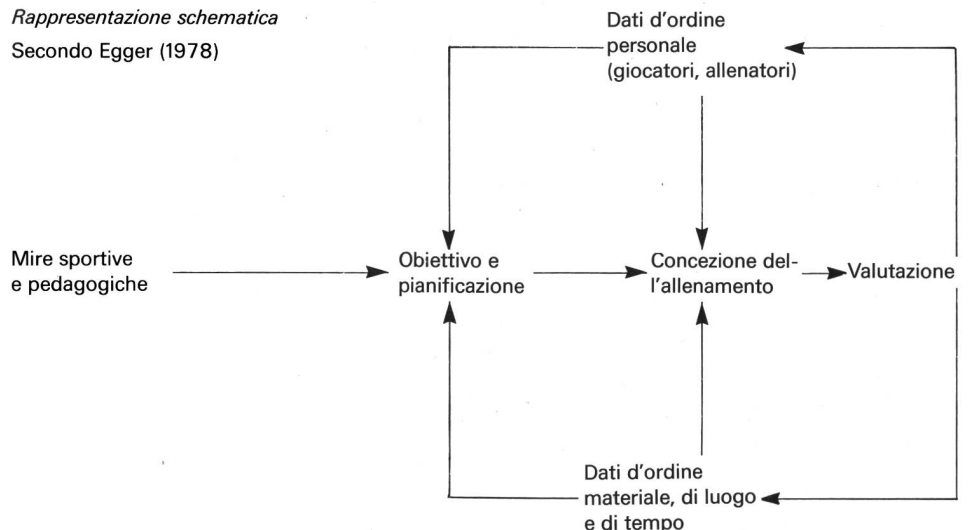 Rappresentazione schematica
Secondo Egger (1978)
Dati d'ordine
personale
(giocatori, allenatori)
Mire sportive
e pedagogiche
Obiettivo e
pianificazione
Concezione del-
l'allenamento
Valutazione
Dati d'ordine
materiale, di luogo
e di tempo